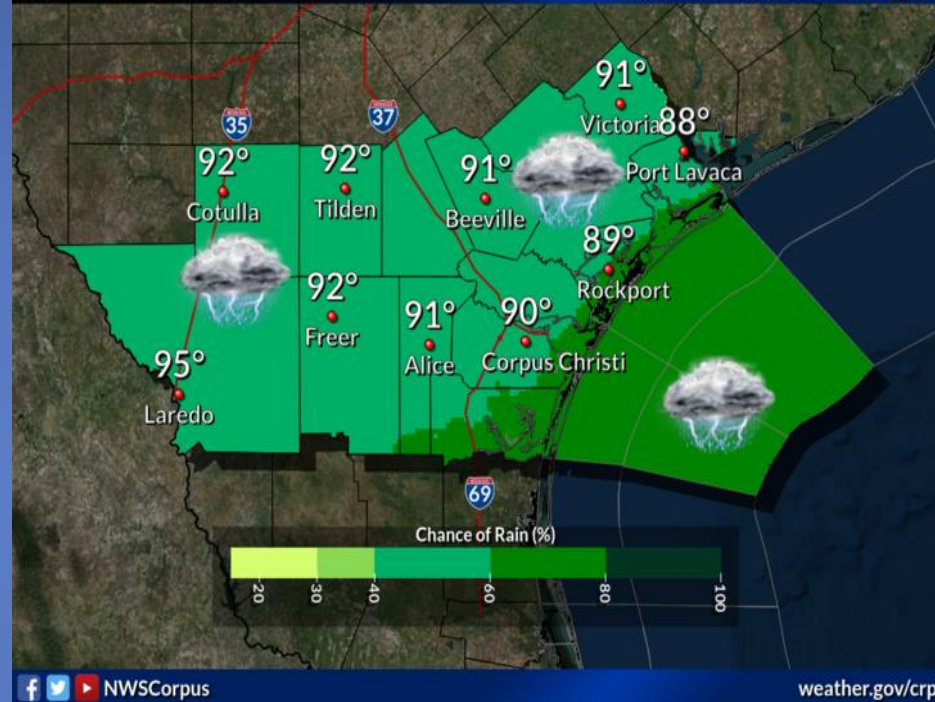 91°
Victoria
88°
Port Lavaca
35
37
92°
Cotulla
92°
Tilden
91°
Beeville
89°
Rockport
92°
Freer
91°
Alice
90°
Corpus Christi
95°
Laredo
69
Chance of Rain (%)
20 30 40 60 80 100
NWSCorpus
weather.gov/crp